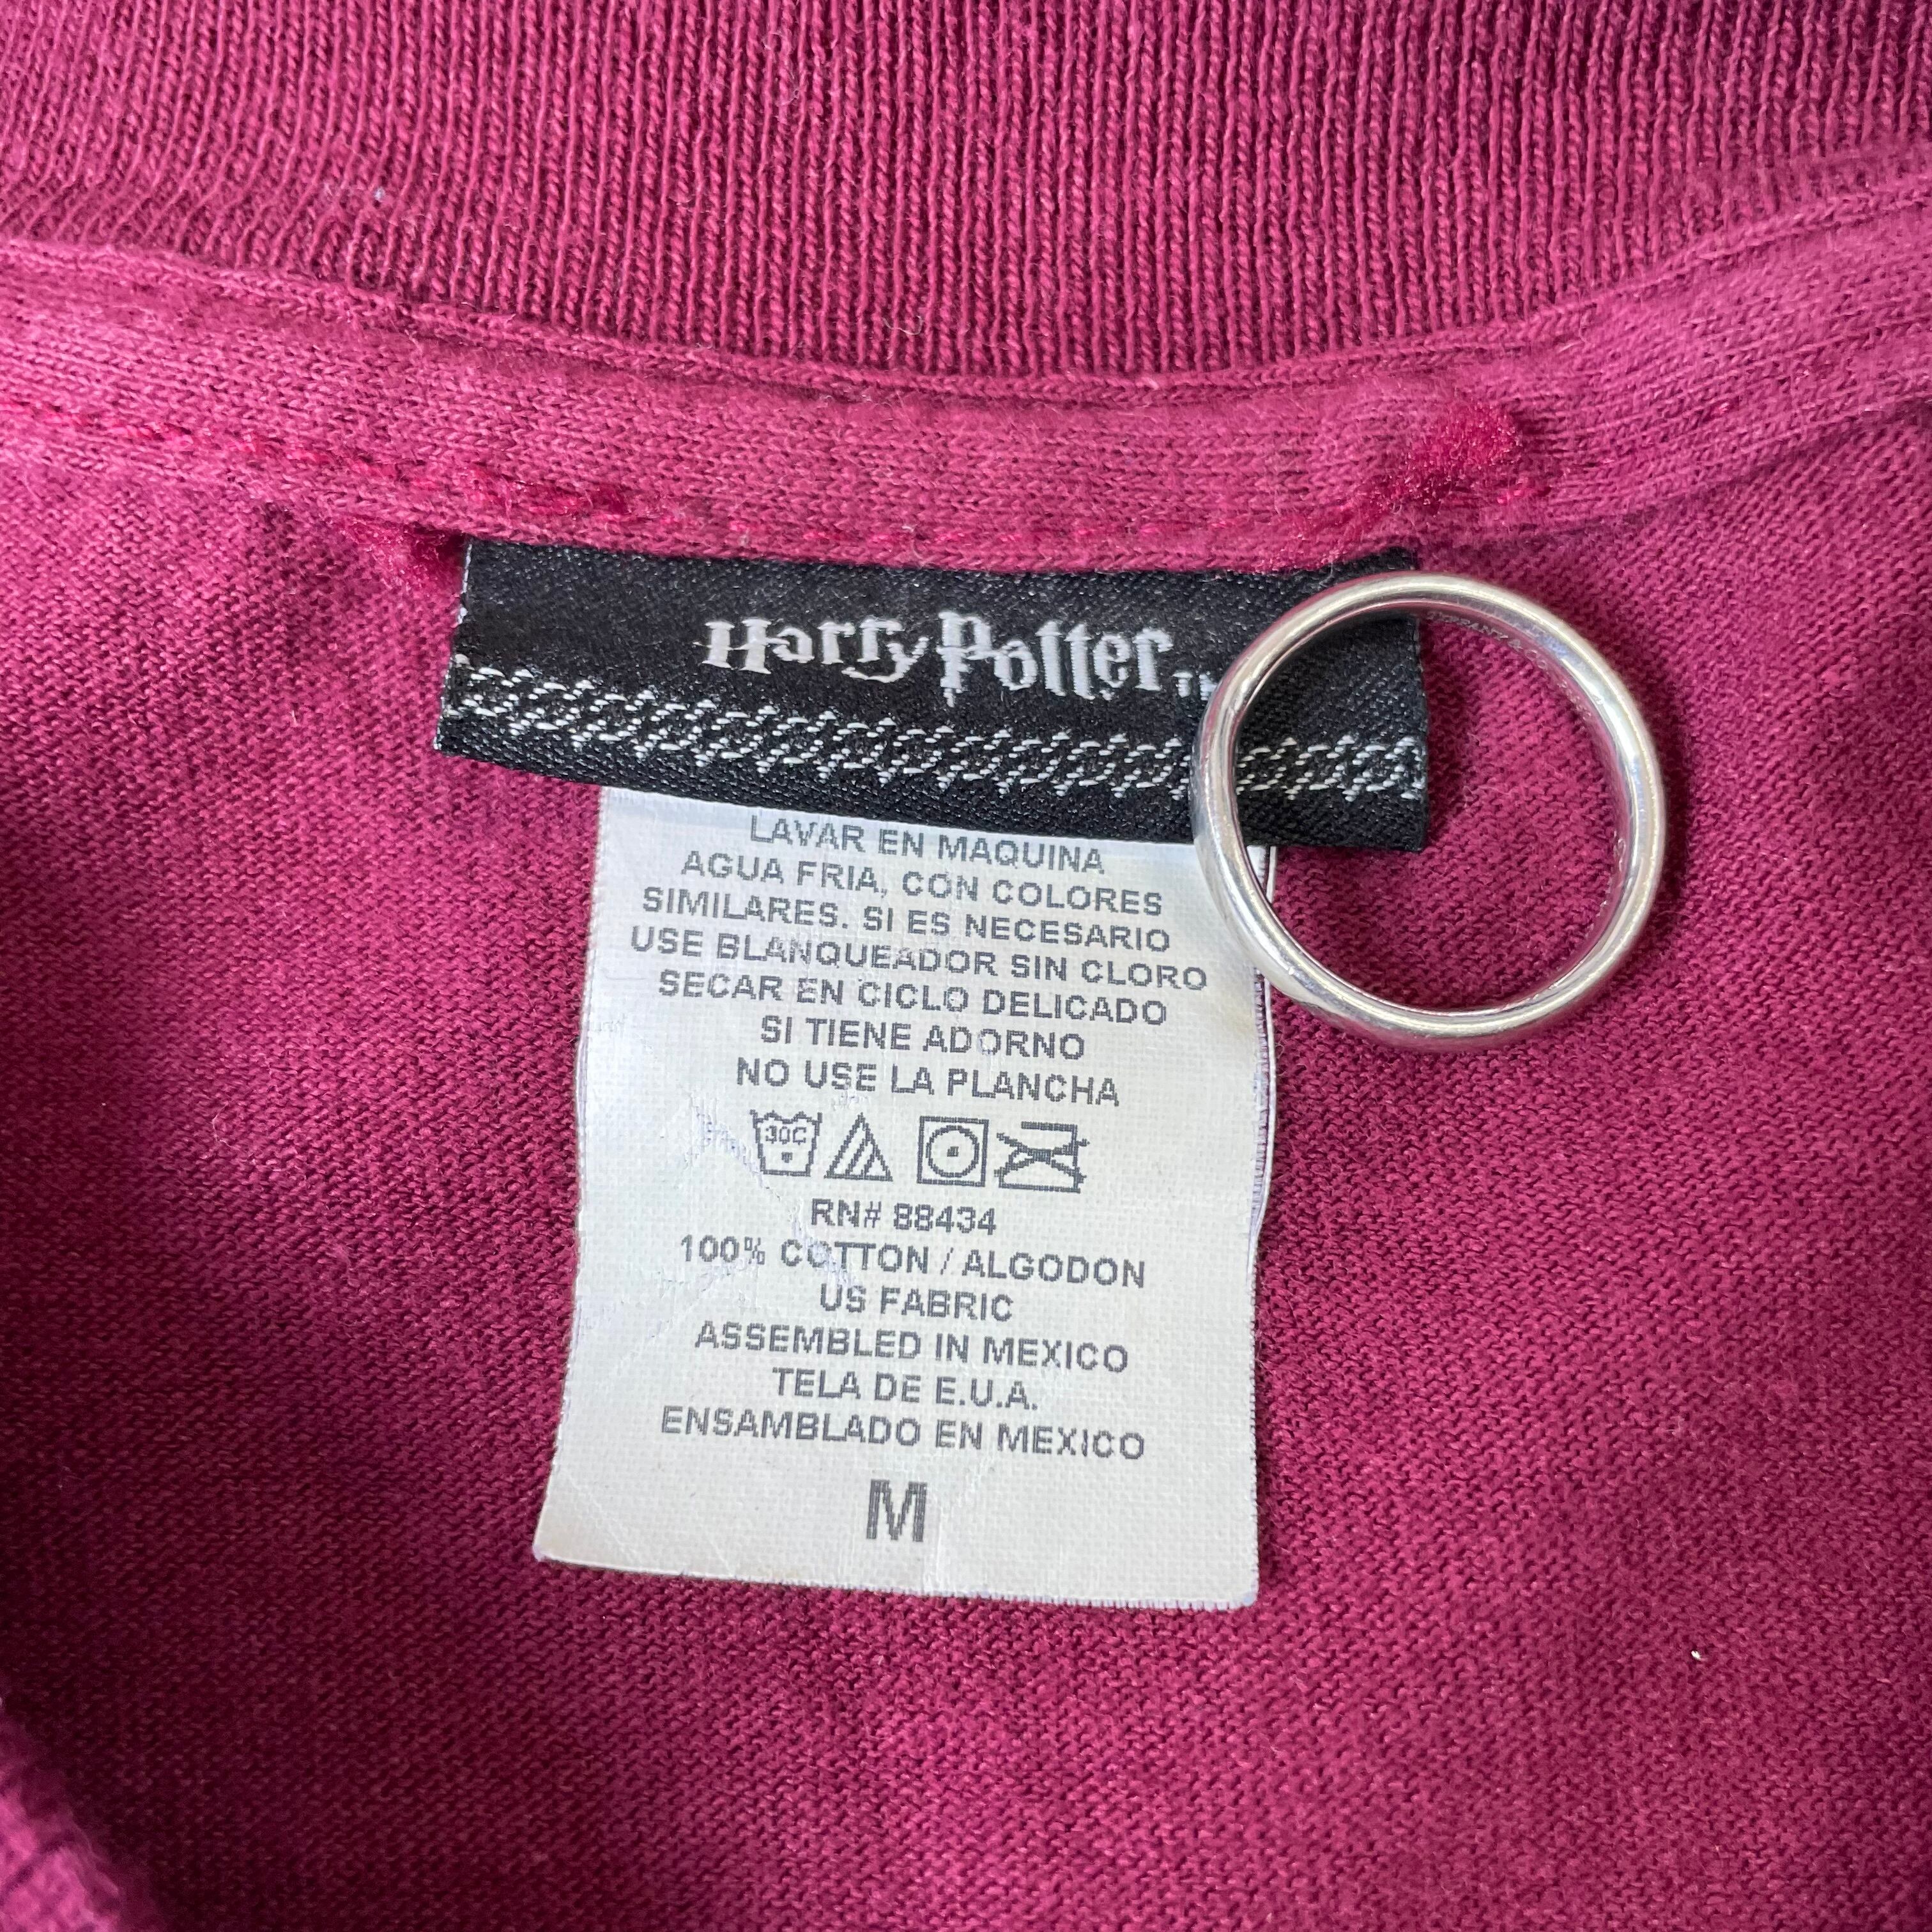 Harry Potter
LAVAR EN MAQUINA
AGUA FRIA, CON COLORES
SIMILARES. SI ES NECESARIO
USE BLANQUEADOR SIN CLORO
SECAR EN CICLO DELICADO
SI TIENE ADORNO
NO USE LA PLANCHA
30C
RN# 88434
100% COTTON / ALGODON
US FABRIC
ASSEMBLED IN MEXICO
TELA DE E.U.A.
ENSAMBLADO EN MEXICO
M